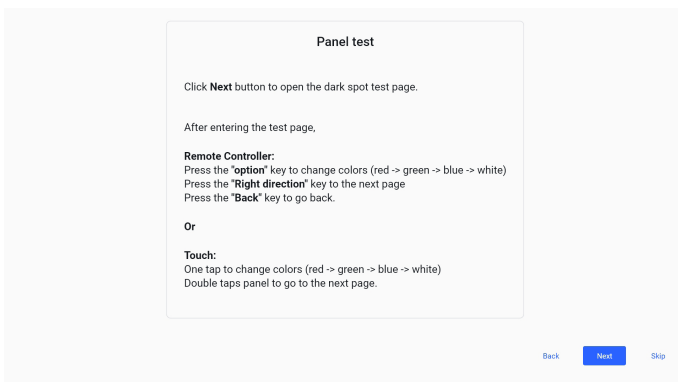 Panel test
Click Next button to open the dark spot test page.
After entering the test page,
Remote Controller:
Press the "option" key to change colors (red -> green -> blue -> white)
Press the "Right direction" key to the next page
Press the "Back" key to go back.
Or
Touch:
One tap to change colors (red -> green -> blue -> white)
Double taps panel to go to the next page.
Back
Next
Skip